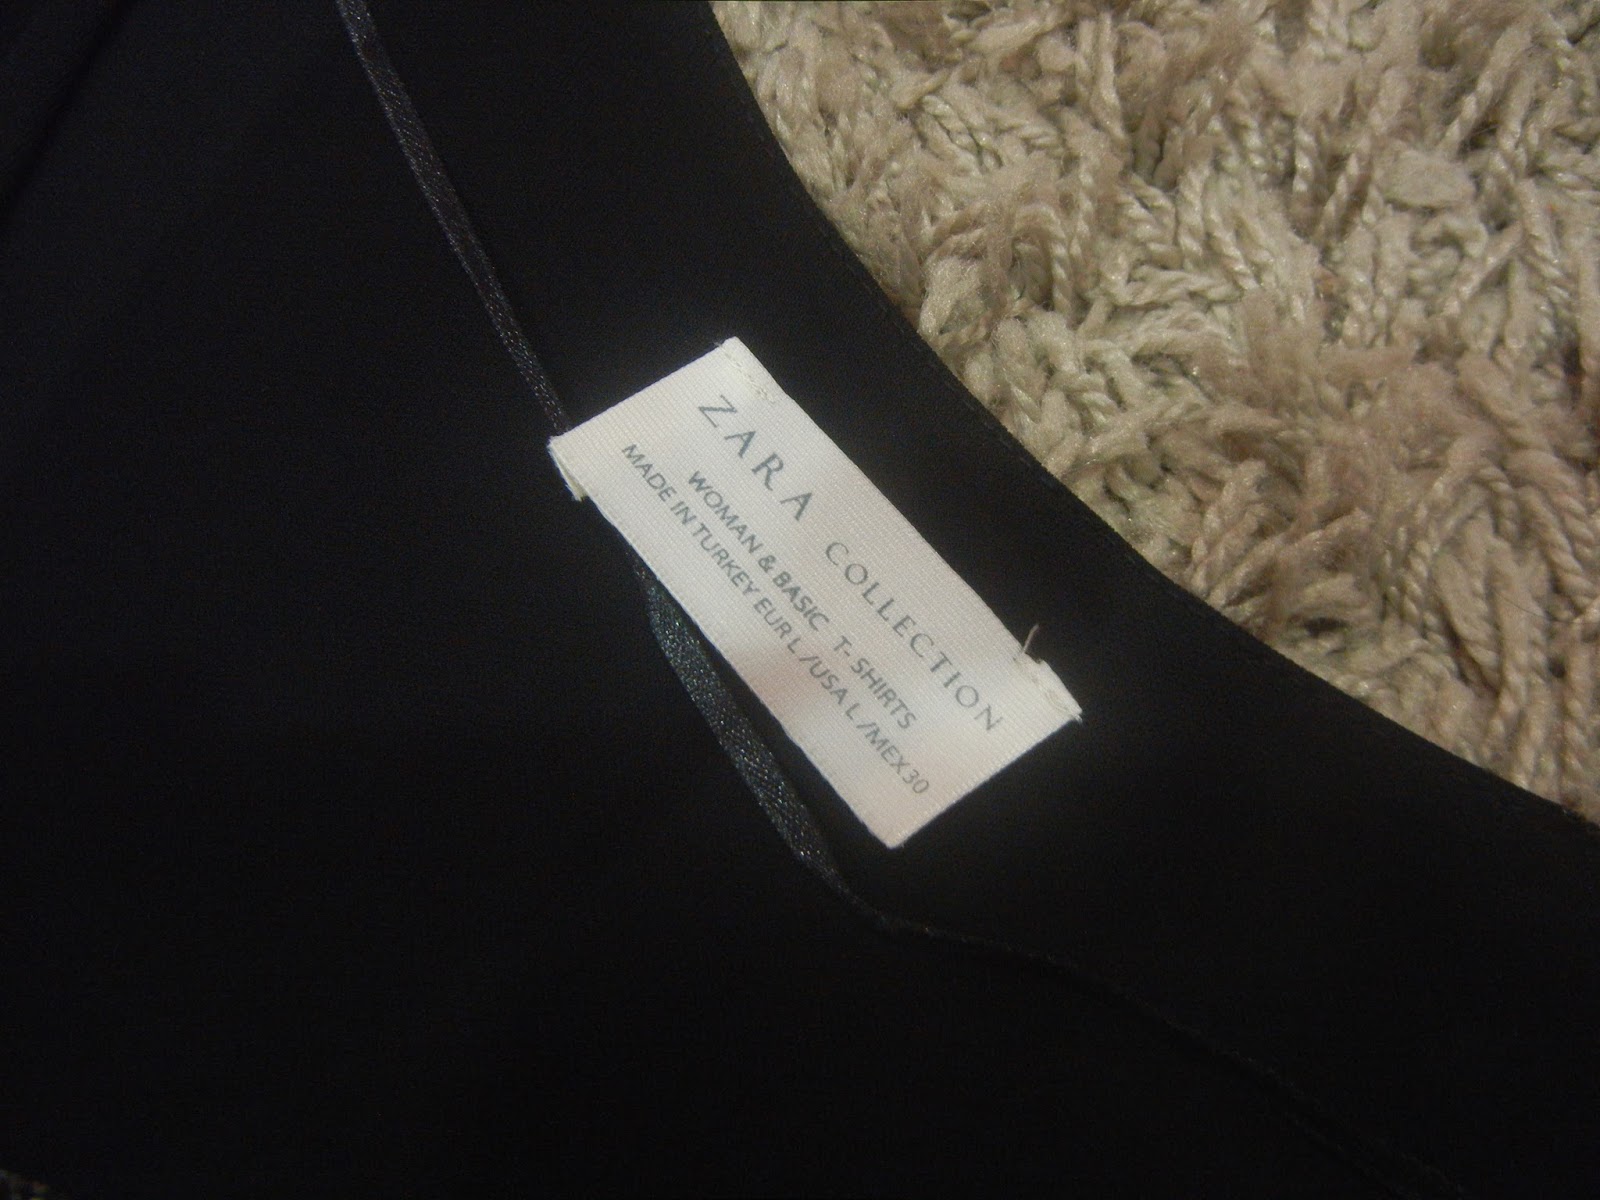 ZARA COLLECTION
WOMAN & BASIC T-SHIRTS
MADE IN TURKEY EUR L /USA L /MEX 30